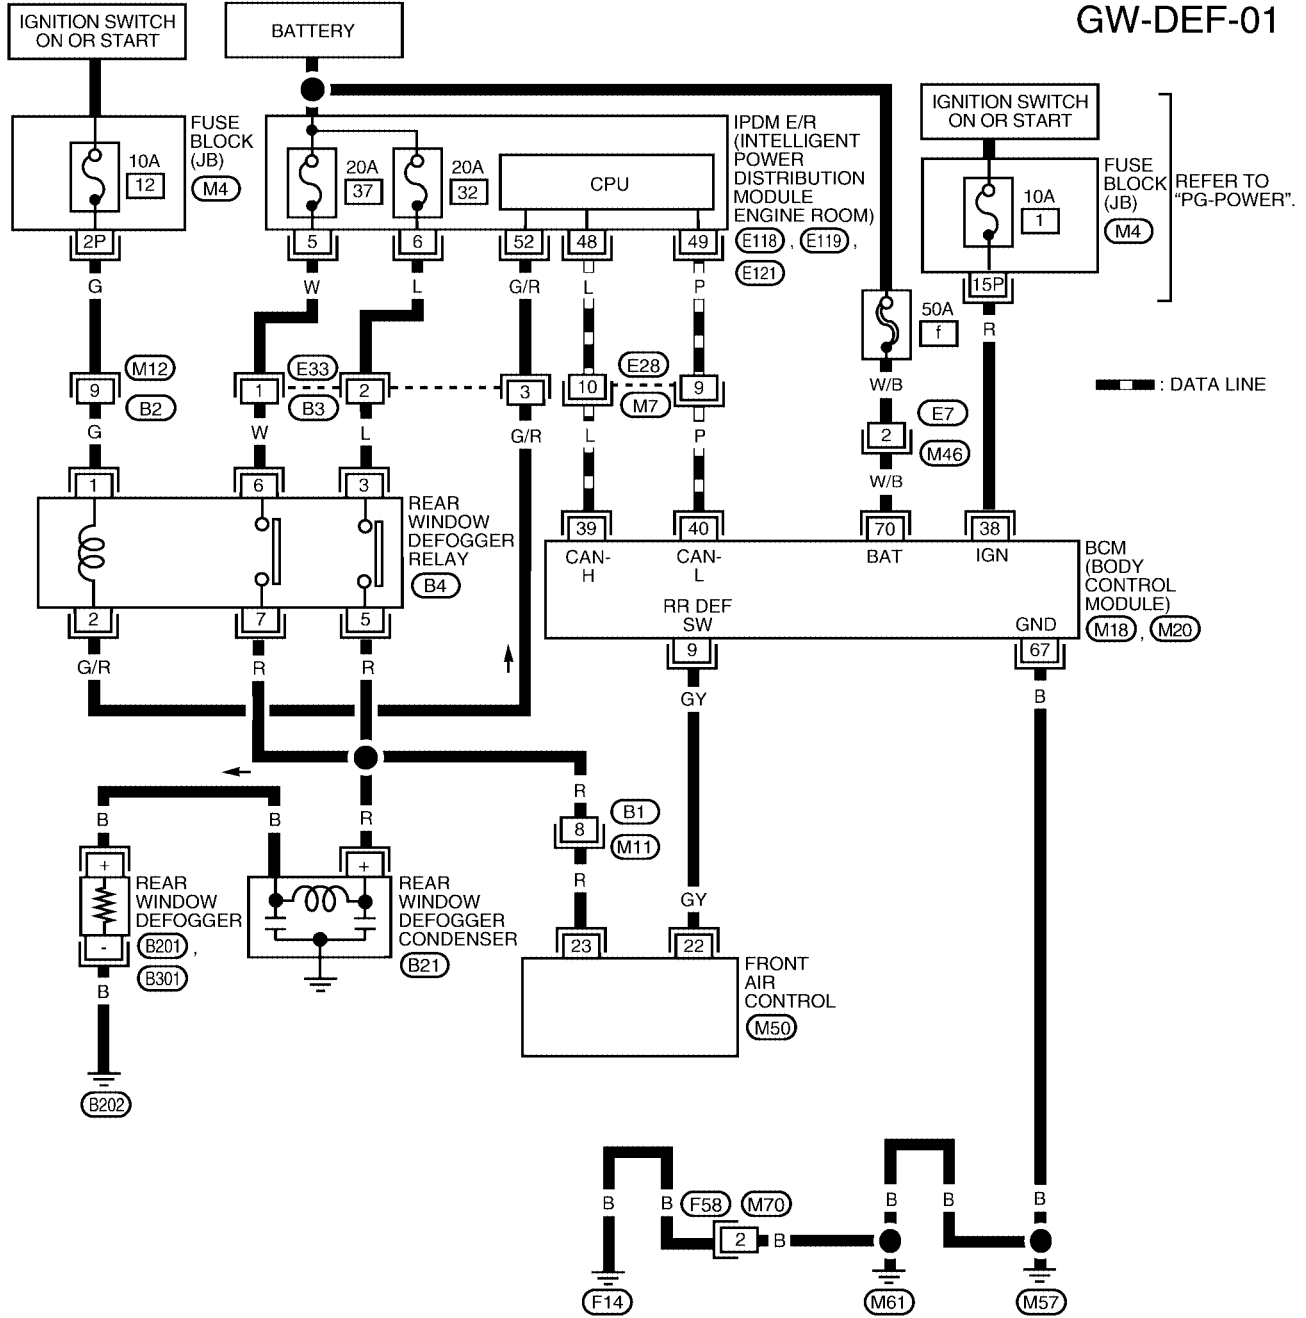 GW-DEF-01
IGNITION SWITCH
ON OR START
BATTERY
IGNITION SWITCH
ON OR START
FUSE
BLOCK
(JB)
M4
10A
12
2P
20A
37
20A
32
CPU
IPDM E/R
(INTELLIGENT
POWER
DISTRIBUTION
MODULE
ENGINE ROOM)
E118 , E119 ,
E121
5
6
52
48
49
10A
1
15P
FUSE
BLOCK
(JB)
M4
REFER TO
"PG-POWER".
G
W
L
G/R
L
P
50A
f
R
M12
9
B2
1
E33
B3
2
3
10
E28
M7
9
W/B
: DATA LINE
E7
2
M46
G
W
L
G/R
L
P
W/B
1
6
3
REAR
WINDOW
DEFOGGER
RELAY
B4
2
7
5
39
40
70
38
CAN-
H
CAN-
L
BAT
IGN
RR DEF
SW
GND
BCM
(BODY
CONTROL
MODULE)
M18 , M20
9
67
G/R
R
R
GY
B
R
B1
8
M11
B
B
R
R
GY
+
+
REAR
WINDOW
DEFOGGER
B201 ,
B301
-
REAR
WINDOW
DEFOGGER
CONDENSER
B21
23
22
FRONT
AIR
CONTROL
M50
B
B202
B
B
F58
M70
2
B
B
B
B
F14
M61
M57